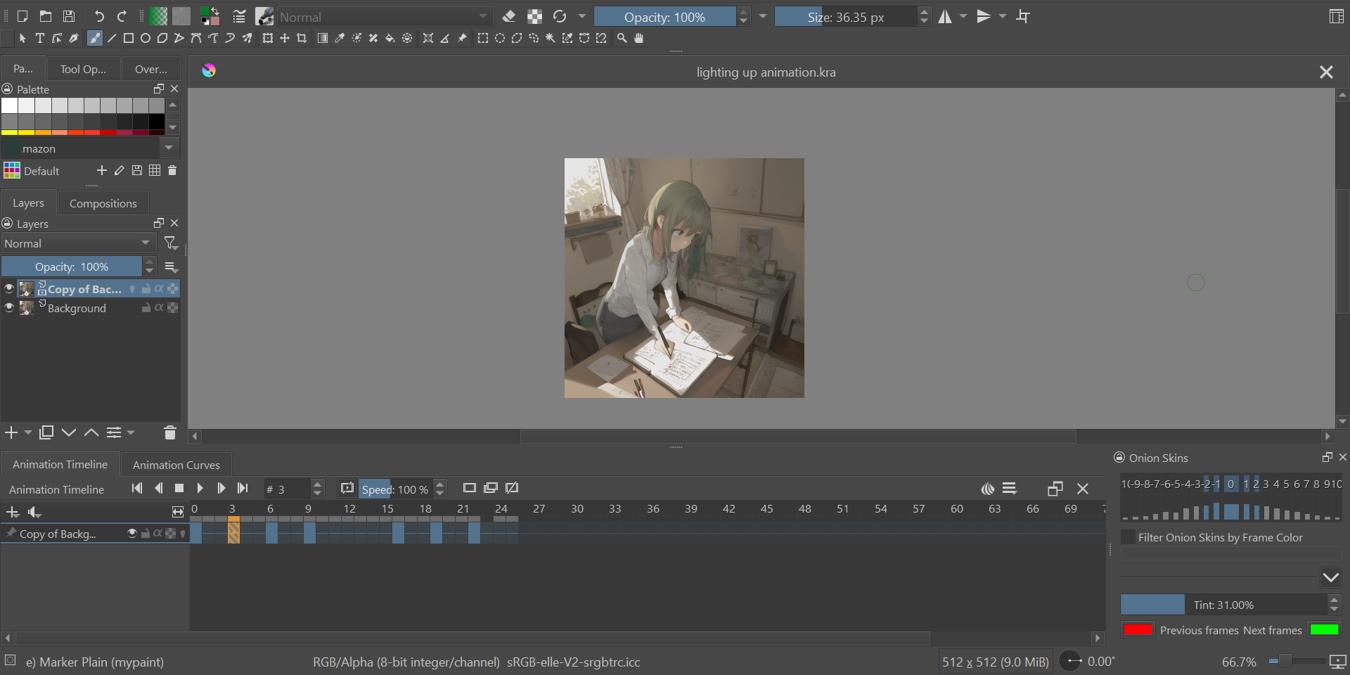 Normal
Opacity: 100%
Size: 36.35 px
Pa...
Tool Op...
Over...
lighting up animation.kra
Palette
.mazon
Default
Layers
Compositions
Layers
Normal
Opacity: 100%
Copy of Bac...
Background
Animation Timeline
Animation Curves
Onion Skins
Animation Timeline
# 3
Speed: 100 %
1(-9-8-7-6-5-4-3-2-1 0 1 2 3 4 5 6 7 8 910
0 3 6 9 12 15 18 21 24 27 30 33 36 39 42 45 48 51 54 57 60 63 66 69 7
Copy of Backg...
Filter Onion Skins by Frame Color
Tint: 31.00%
Previous frames Next frames
e) Marker Plain (mypaint)
RGB/Alpha (8-bit integer/channel) sRGB-elle-V2-srgbtrc.icc
512 x 512 (9.0 MiB)
0.00°
66.7%